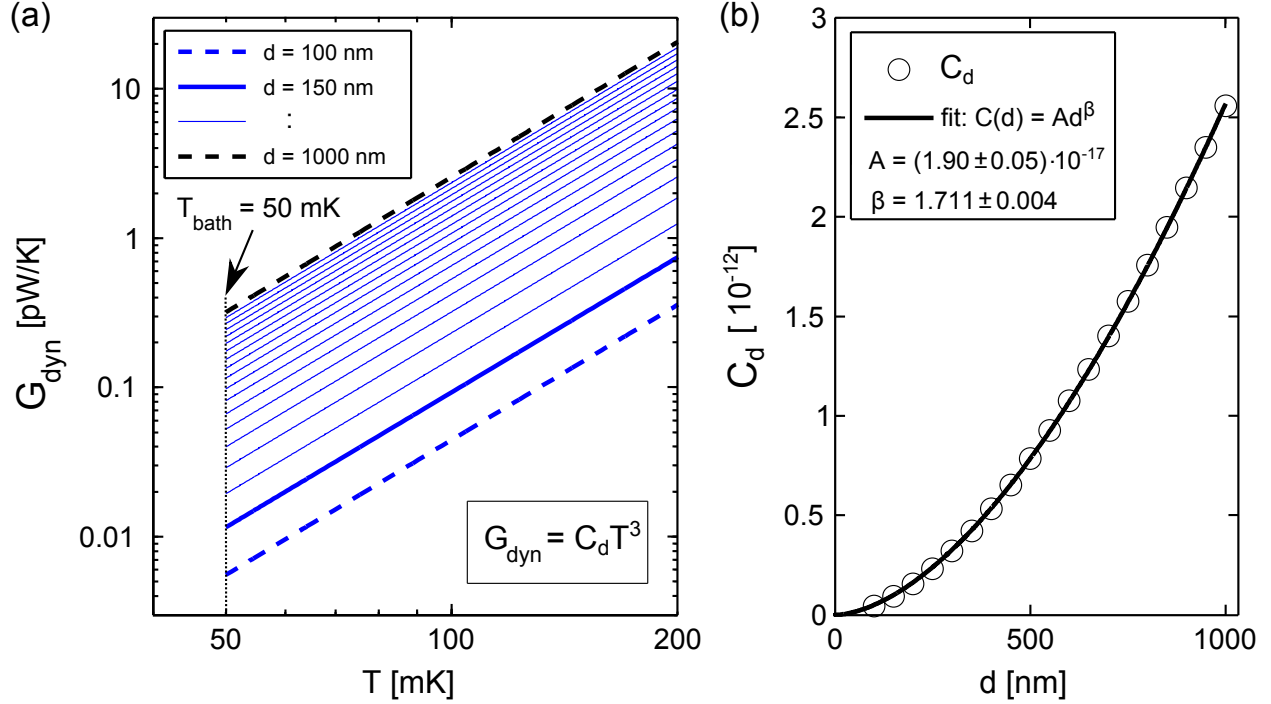 (a)
d = 100 nm
d = 150 nm
:
d = 1000 nm
T_bath = 50 mK
G_dyn = C_dT^3
10
1
0.1
0.01
G_dyn [pW/K]
50
100
200
T [mK]
(b)
C_d
fit: C(d) = Ad^β
A = (1.90±0.05)·10^-17
β = 1.711±0.004
3
2.5
2
1.5
1
0.5
0
C_d [10^-12]
0
500
1000
d [nm]